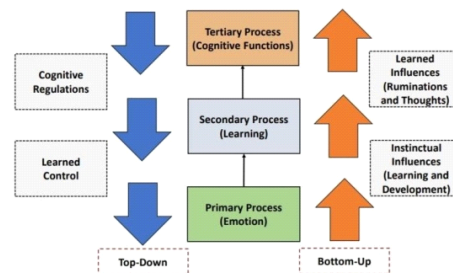 Tertiary Process
(Cognitive Functions)
Cognitive
Regulations
Learned
Influences
(Ruminations
and Thoughts)
Secondary Process
(Learning)
Learned
Control
Instinctual
Influences
(Learning and
Development)
Primary Process
(Emotion)
Top-Down
Bottom-Up